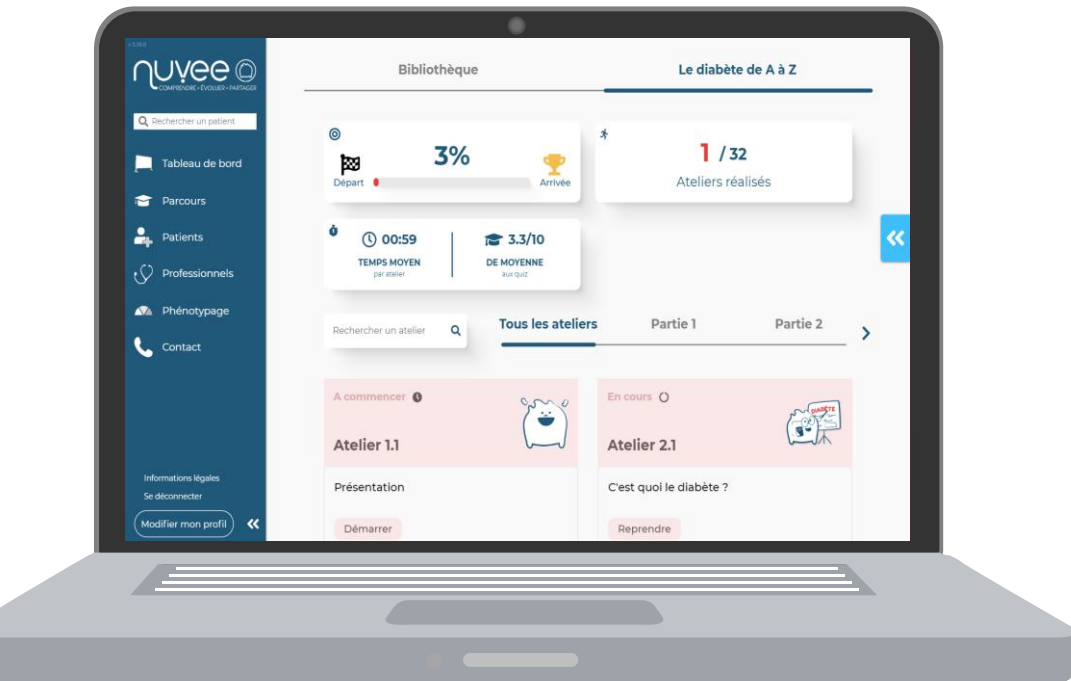 nuvee
COMPRENDRE • ÉVOLUER • PARTAGER
Rechercher un patient
Tableau de bord
Parcours
Patients
Professionnels
Phénotypage
Contact
Informations légales
Se déconnecter
Modifier mon profil
Bibliothèque
Le diabète de A à Z
3%
Départ
Arrivée
1 / 32
Ateliers réalisés
00:59
TEMPS MOYEN
par atelier
3.3/10
DE MOYENNE
aux quiz
Rechercher un atelier
Tous les ateliers
Partie 1
Partie 2
A commencer
Atelier 1.1
Présentation
Démarrer
En cours
DIABÈTE
Atelier 2.1
C'est quoi le diabète ?
Reprendre